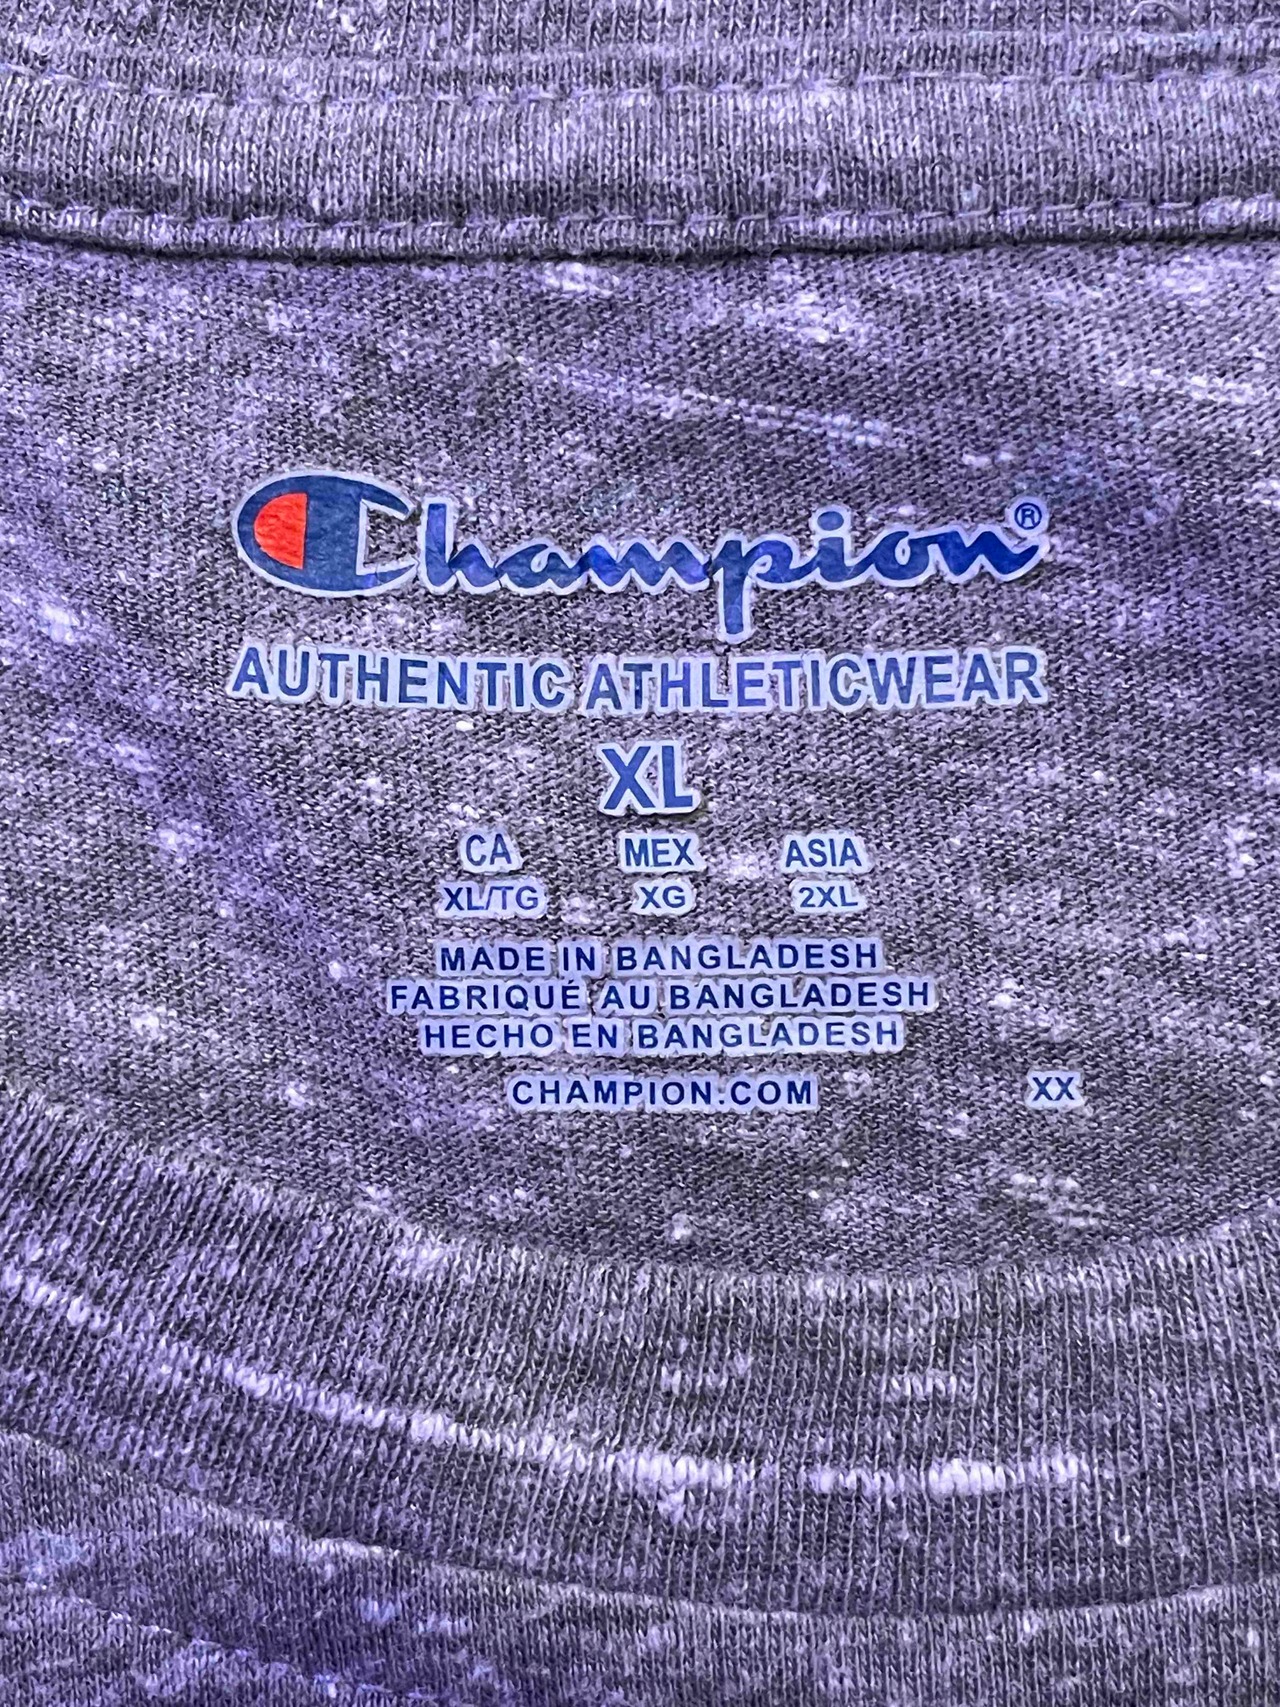 Champion®
AUTHENTIC ATHLETICWEAR
XL
CA MEX ASIA
XL/TG XG 2XL
MADE IN BANGLADESH
FABRIQUÉ AU BANGLADESH
HECHO EN BANGLADESH
CHAMPION.COM XX